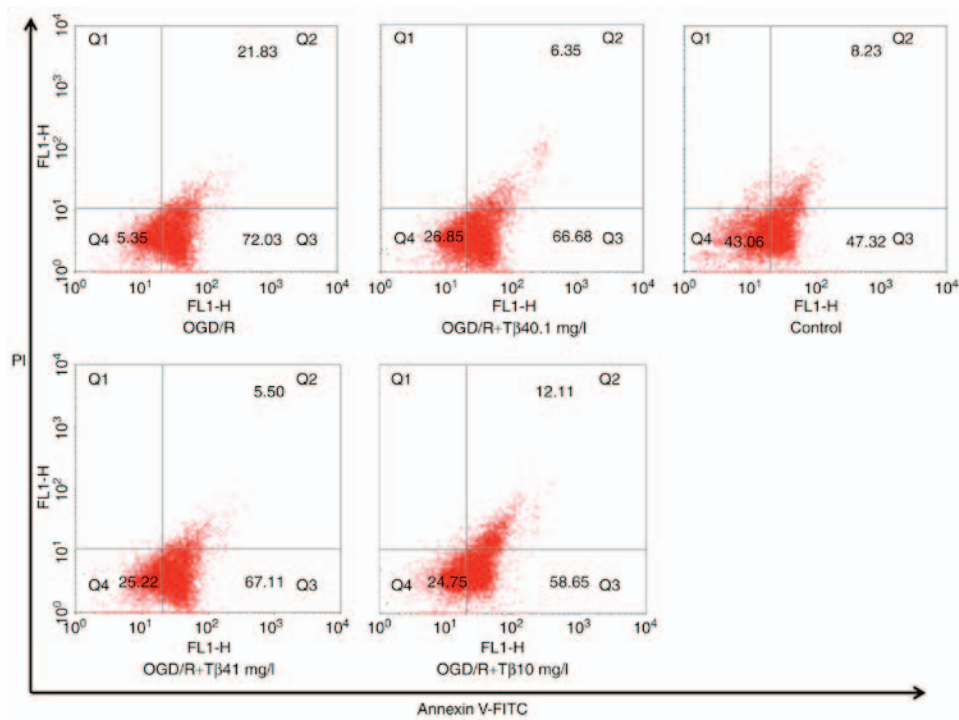 Q1 Q2
21.83
10⁴
10³
10²
10¹
10⁰
FL1-H
Q4 5.35 72.03 Q3
10⁰ 10¹ 10² 10³ 10⁴
FL1-H
OGD/R
Q1 Q2
6.35
Q4 26.85 66.68 Q3
10⁰ 10¹ 10² 10³ 10⁴
FL1-H
OGD/R+Tβ40.1 mg/l
Q1 Q2
8.23
Q4 43.06 47.32 Q3
10⁰ 10¹ 10² 10³ 10⁴
FL1-H
Control
PI
Q1 Q2
5.50
10⁴
10³
10²
10¹
10⁰
FL1-H
Q4 25.22 67.11 Q3
10⁰ 10¹ 10² 10³ 10⁴
FL1-H
OGD/R+Tβ41 mg/l
Q1 Q2
12.11
10⁴
10³
10²
10¹
10⁰
Q4 24.75 58.65 Q3
10⁰ 10¹ 10² 10³ 10⁴
FL1-H
OGD/R+Tβ10 mg/l
Annexin V-FITC